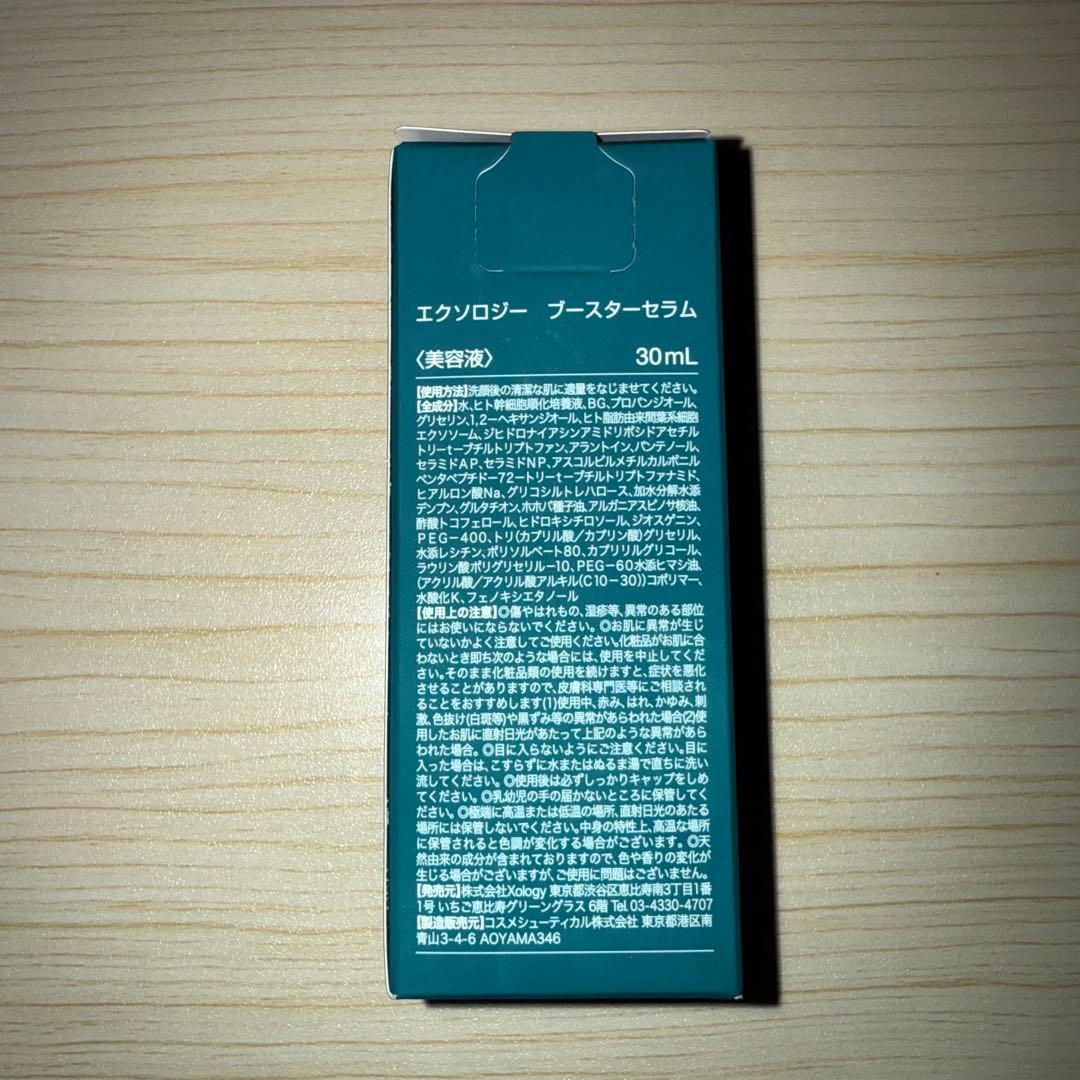 エクソロジー　ブースターセラム
〈美容液〉　30mL
【使用方法】洗顔後の清潔な肌に適量をなじませてください。
【全成分】水、ヒト幹細胞順化培養液、BG、プロパンジオール、
グリセリン、1,2－ヘキサンジオール、ヒト脂肪由来間葉系細胞
エクソソーム、ジヒドロナイアシンアミドリボシドアセチル
トリーt－ブチルトリプトファン、アラントイン、パンテノール、
セラミドAP、セラミドNP、アスコルビルメチルカルボニル
ペンタペプチドー72－トリーt－ブチルトリプトファナミド、
ヒアルロン酸Na、グリコシルトレハロース、加水分解水添
デンプン、グルタチオン、ホホバ種子油、アルガニアスピノサ核油、
酢酸トコフェロール、ヒドロキシチロソール、ジオスゲニン、
PEG－400、トリ(カプリル酸／カプリン酸)グリセリル、
水添レシチン、ポリソルベート80、カプリリルグリコール、
ラウリン酸ポリグリセリル－10、PEG－60水添ヒマシ油、
(アクリル酸／アクリル酸アルキル(C10－30))コポリマー、
水酸化K、フェノキシエタノール
【使用上の注意】◎傷やはれもの、湿疹等、異常のある部位
にはお使いにならないでください。◎お肌に異常が生じ
ていないかよく注意してご使用ください。化粧品がお肌に合
わないとき即ち次のような場合には、使用を中止してくだ
さい。そのまま化粧品類の使用を続けますと、症状を悪化
させることがありますので、皮膚科専門医等にご相談され
ることをおすすめします(1)使用中、赤み、はれ、かゆみ、刺
激、色抜け(白斑等)や黒ずみ等の異常があらわれた場合(2)使
用したお肌に直射日光があたって上記のような異常があら
われた場合。◎目に入らないようにご注意ください。目に
入った場合は、こすらずに水またはぬるま湯で直ちに洗い
流してください。◎使用後は必ずしっかりキャップをしめ
てください。◎乳幼児の手の届かないところに保管してく
ださい。◎極端に高温または低温の場所、直射日光のあたる
場所には保管しないでください。中身の特性上、高温な場所
に保管されると色調が変化する場合がございます。◎天
然由来の成分が含まれておりますので、色や香りの変化が
生じる場合がございますが、ご使用に問題はございません。
【発売元】株式会社Xology 東京都渋谷区恵比寿南3丁目1番
1号 いちご恵比寿グリーングラス 6階 Tel. 03-4330-4707
【製造販売元】コスメシューティカル株式会社 東京都港区南
青山3-4-6 AOYAMA346